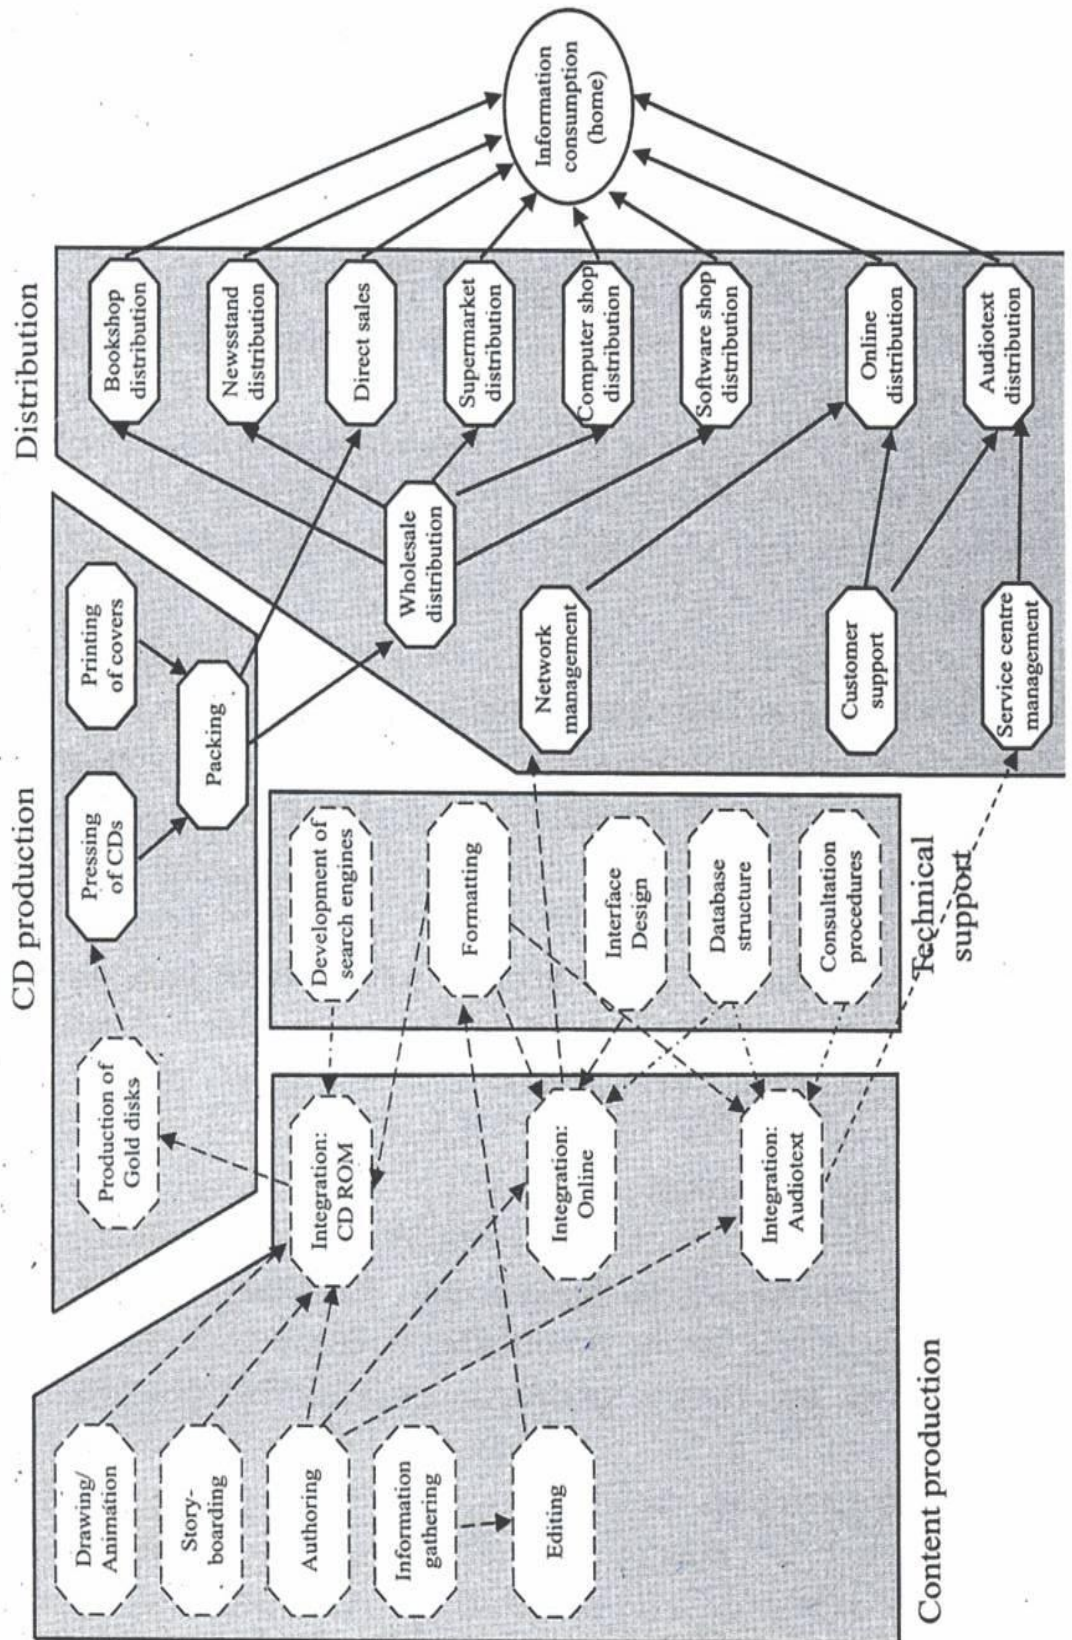 CD production
Distribution
Drawing/
Animation
Story-
boarding
Authoring
Information
gathering
Editing
Content production
Production of
Gold disks
Pressing
of CDs
Printing
of covers
Packing
Integration:
CD ROM
Integration:
Online
Integration:
Audiotext
Development of
search engines
Formatting
Interface
Design
Database
structure
Consultation
procedures
Technical
support
Wholesale
distribution
Network
management
Customer
support
Service centre
management
Bookshop
distribution
Newsstand
distribution
Direct sales
Supermarket
distribution
Computer shop
distribution
Software shop
distribution
Online
distribution
Audiotext
distribution
Information
consumption
(home)